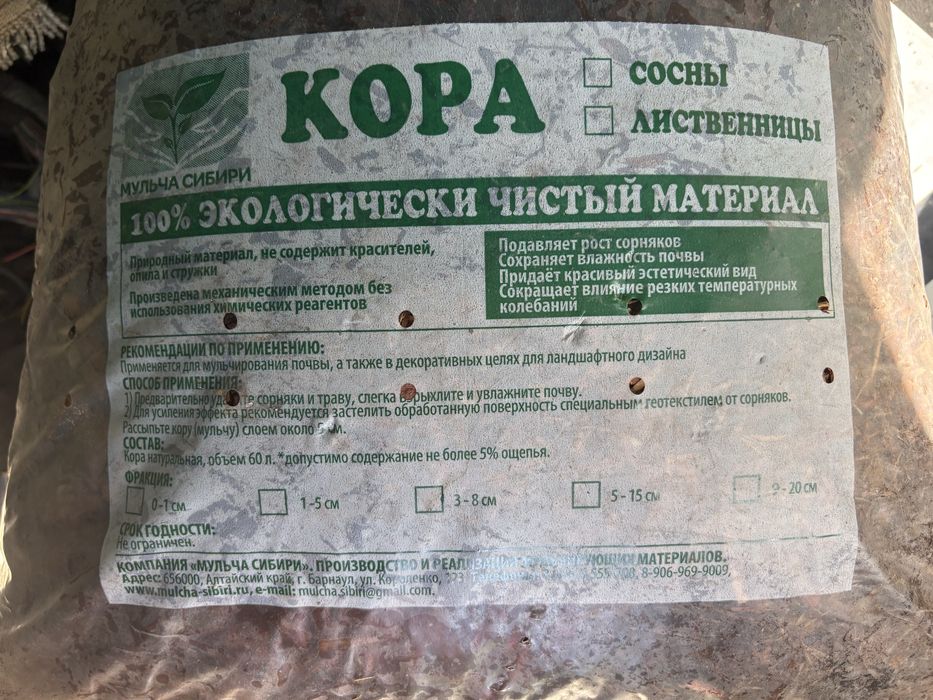 КОРА
СОСНЫ
ЛИСТВЕННИЦЫ
МУЛЬЧА СИБИРИ
100% ЭКОЛОГИЧЕСКИ ЧИСТЫЙ МАТЕРИАЛ
Природный материал, не содержит красителей,
опила и стружки
Произведена механическим методом без
использования химических реагентов
Подавляет рост сорняков
Сохраняет влажность почвы
Придаёт красивый эстетический вид
Сокращает влияние резких температурных
колебаний
РЕКОМЕНДАЦИИ ПО ПРИМЕНЕНИЮ:
Применяется для мульчирования почвы, а также в декоративных целях для ландшафтного дизайна
СПОСОБ ПРИМЕНЕНИЯ:
1) Предварительно удалите сорняки и траву, слегка взрыхлите и увлажните почву.
2) Для усиления эффекта рекомендуется застелить обработанную поверхность специальным геотекстилем от сорняков.
Рассыпьте кору (мульчу) слоем около 5 см.
СОСТАВ:
Кора натуральная, объем 60 л. *допустимо содержание не более 5% ощепья.
ФРАКЦИЯ:
0-1 см 1-5 см 3-8 см 5-15 см 9-20 см
СРОК ГОДНОСТИ:
Не ограничен.
КОМПАНИЯ «МУЛЬЧА СИБИРИ». ПРОИЗВОДСТВО И РЕАЛИЗАЦИЯ МАТЕРИАЛОВ.
Адрес: 656000, Алтайский край, г. Барнаул, ул. Короленко, 8-906-969-9009,
www.mulcha-sibiri.ru, e-mail: mulcha.sibiri@gmail.com.